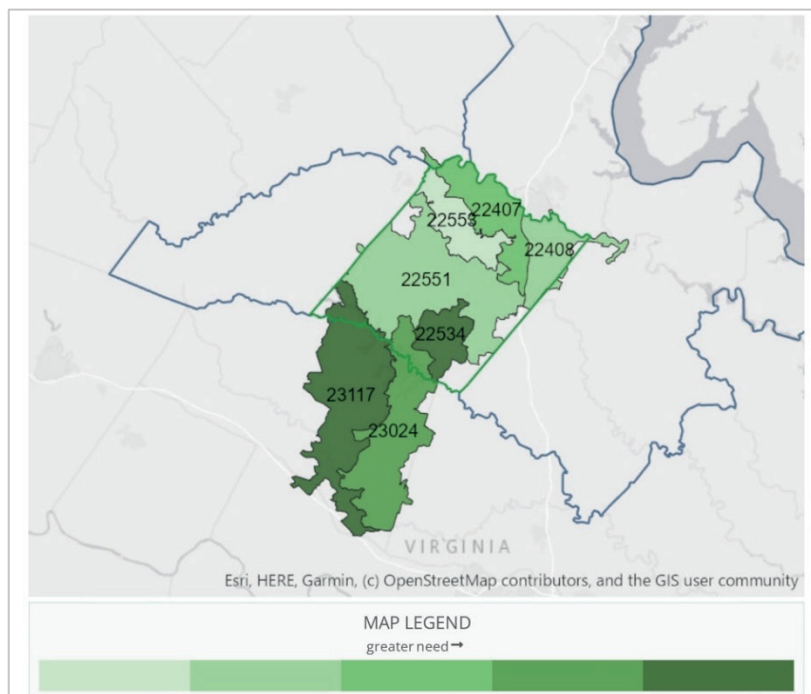 22407
22553
22408
22551
22534
23117
23024
VIRGINIA
Esri, HERE, Garmin, (c) OpenStreetMap contributors, and the GIS user community
MAP LEGEND
greater need→